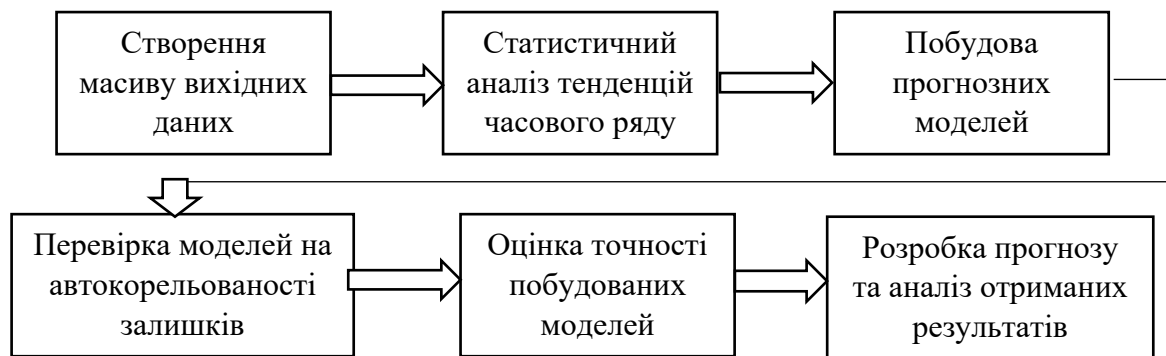 Створення
масиву вихідних
даних
Статистичний
аналіз тенденцій
часового ряду
Побудова
прогнозних
моделей
Перевірка моделей на
автокорельованості
залишків
Оцінка точності
побудованих
моделей
Розробка прогнозу
та аналіз отриманих
результатів